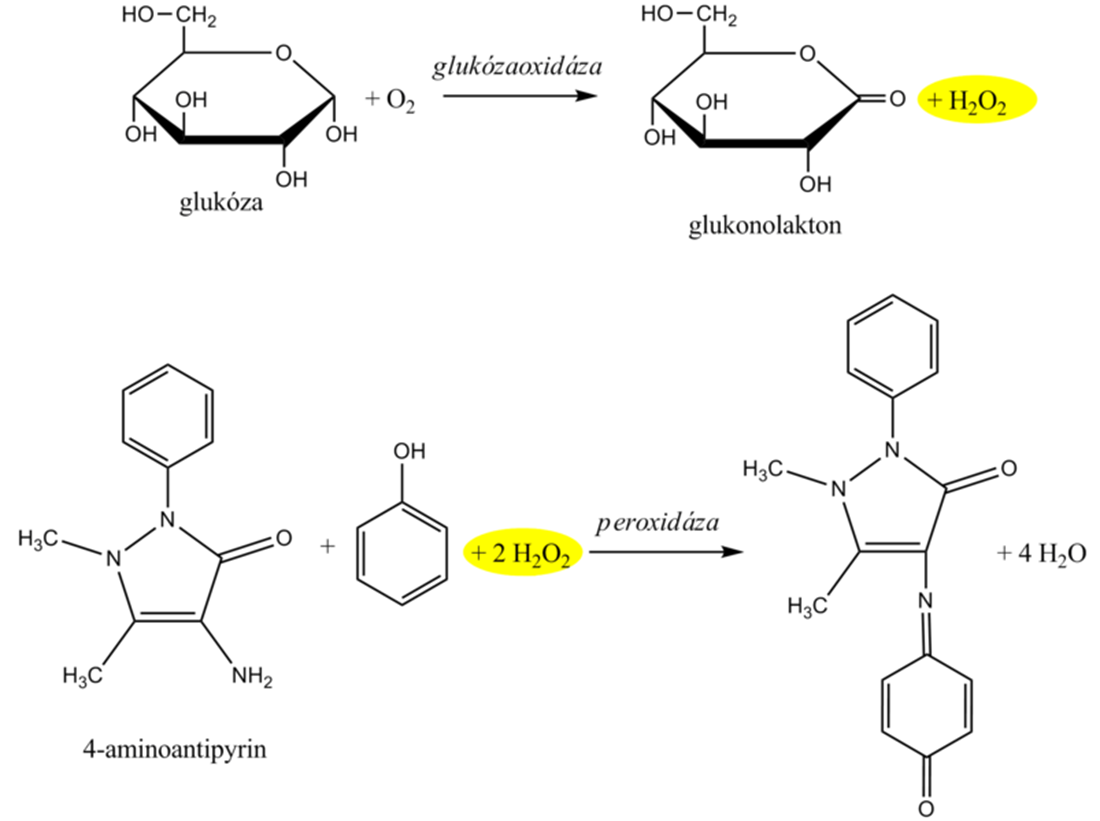 HO−CH₂
O
OH
OH
OH
OH
glukóza
+ O₂
glukózaoxidáza
HO−CH₂
O
O
OH
OH
OH
glukonolakton
+ H₂O₂
N
N
H₃C
O
H₃C
NH₂
4-aminoantipyrin
+
OH
+ 2 H₂O₂
peroxidáza
N
H₃C
N
O
H₃C
N
O
+ 4 H₂O